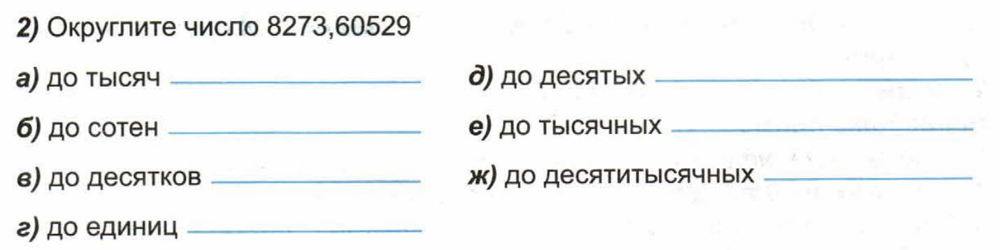 2) Округлите число 8273,60529
а) до тысяч
б) до сотен
в) до десятков
г) до единиц
д) до десятых
е) до тысячных
ж) до десятитысячных